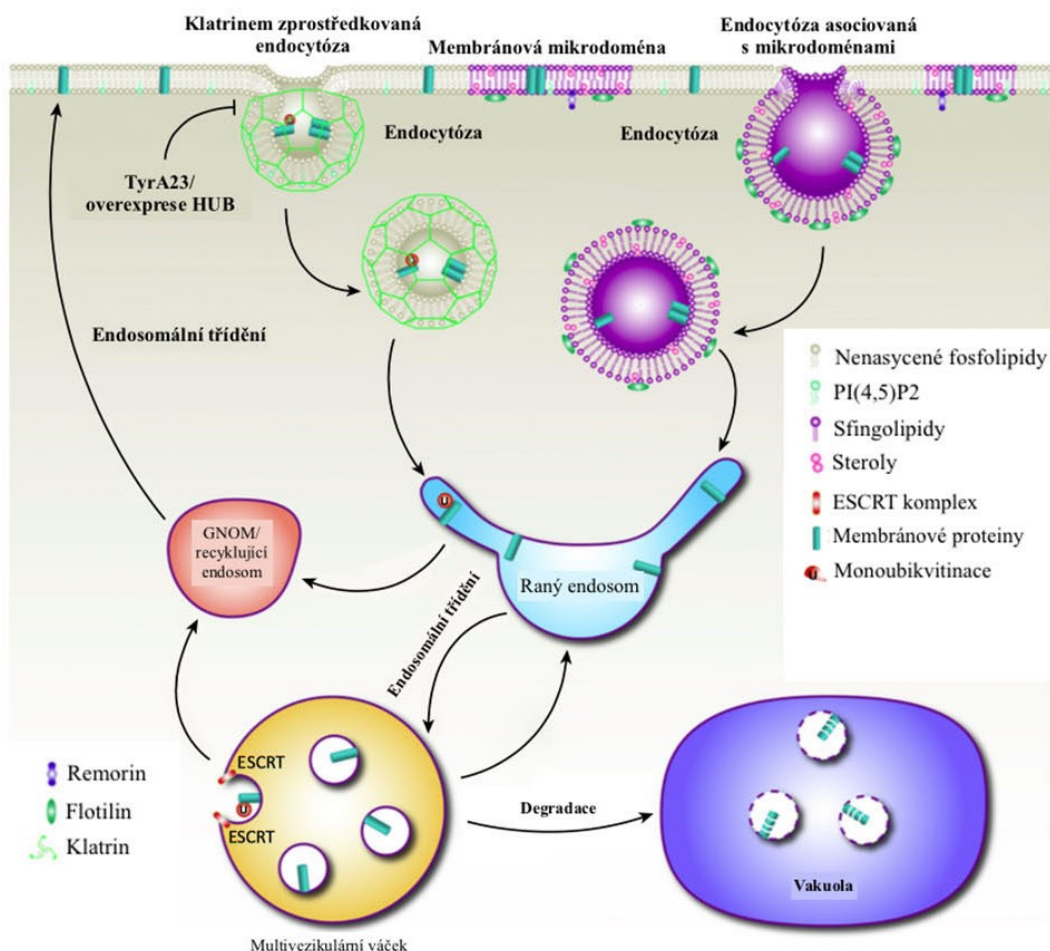 Klatrinem zprostředkovaná
endocytóza
Membránová mikrodoména
Endocytóza asociovaná
s mikrodoménami
U
Endocytóza
Endocytóza
TyrA23/
overexprese HUB
U
Endosomální třídění
Nenasycené fosfolipidy
PI(4,5)P2
Sfingolipidy
Steroly
ESCRT komplex
Membránové proteiny
U
Monoubikvitinace
U
GNOM/
recyklující
endosom
Raný endosom
Endosomální třídění
Remorin
Flotilin
Klatrin
ESCRT
U
ESCRT
Degradace
Vakuola
Multivezikulární váček